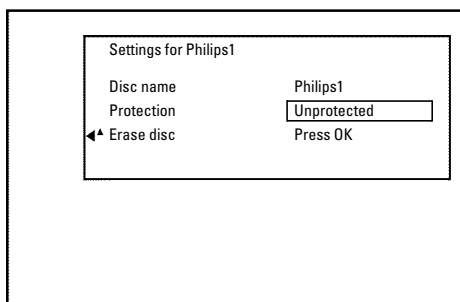 Settings for Philips1
Disc name Philips1
Protection Unprotected
Erase disc Press OK